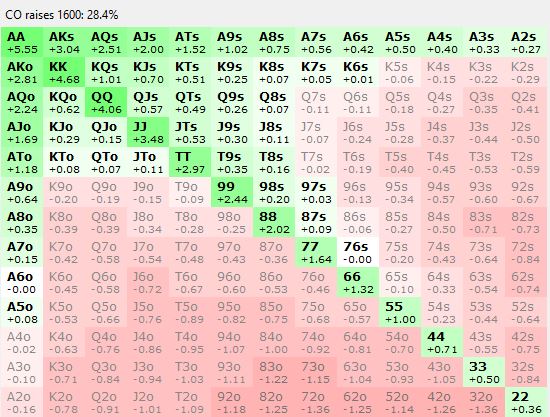 CO raises 1600: 28.4%
AA AKs AQs AJs ATs A9s A8s A7s A6s A5s A4s A3s A2s
+5.55 +3.04 +2.51 +2.00 +1.52 +1.02 +0.75 +0.56 +0.42 +0.50 +0.40 +0.33 +0.27
AKo KK KQs KJs KTs K9s K8s K7s K6s K5s K4s K3s K2s
+2.81 +4.68 +1.01 +0.70 +0.51 +0.25 +0.07 +0.05 +0.01 -0.06 -0.15 -0.22 -0.29
AQo KQo QQ QJs QTs Q9s Q8s Q7s Q6s Q5s Q4s Q3s Q2s
+2.24 +0.62 +4.06 +0.57 +0.49 +0.26 +0.07 -0.11 -0.11 -0.18 -0.27 -0.35 -0.41
AJo KJo QJo JJ JTs J9s J8s J7s J6s J5s J4s J3s J2s
+1.69 +0.29 +0.15 +3.48 +0.53 +0.30 +0.11 -0.07 -0.24 -0.28 -0.37 -0.44 -0.50
ATo KTo QTo JTo TT T9s T8s T7s T6s T5s T4s T3s T2s
+1.18 +0.08 +0.07 +0.11 +2.97 +0.35 +0.16 -0.02 -0.19 -0.40 -0.45 -0.53 -0.59
A9o K9o Q9o J9o T9o 99 98s 97s 96s 95s 94s 93s 92s
+0.64 -0.20 -0.19 -0.15 -0.09 +2.44 +0.20 +0.03 -0.13 -0.34 -0.57 -0.60 -0.67
A8o K8o Q8o J8o T8o 98o 88 87s 86s 85s 84s 83s 82s
+0.35 -0.39 -0.39 -0.34 -0.28 -0.25 +2.02 +0.09 -0.06 -0.27 -0.50 -0.71 -0.73
A7o K7o Q7o J7o T7o 97o 87o 77 76s 75s 74s 73s 72s
+0.15 -0.42 -0.58 -0.54 -0.48 -0.43 -0.36 +1.64 -0.00 -0.20 -0.43 -0.64 -0.84
A6o K6o Q6o J6o T6o 96o 86o 76o 66 65s 64s 63s 62s
-0.00 -0.45 -0.58 -0.72 -0.67 -0.60 -0.53 -0.46 +1.32 -0.10 -0.33 -0.54 -0.74
A5o K5o Q5o J5o T5o 95o 85o 75o 65o 55 54s 53s 52s
+0.08 -0.53 -0.66 -0.76 -0.89 -0.82 -0.75 -0.68 -0.57 +1.00 -0.23 -0.44 -0.64
A4o K4o Q4o J4o T4o 94o 84o 74o 64o 54o 44 43s 42s
-0.02 -0.63 -0.76 -0.86 -0.95 -1.07 -1.00 -0.92 -0.81 -0.70 +0.71 -0.55 -0.75
A3o K3o Q3o J3o T3o 93o 83o 73o 63o 53o 43o 33 32s
-0.10 -0.71 -0.84 -0.94 -1.03 -1.11 -1.22 -1.15 -1.04 -0.93 -1.05 +0.50 -0.84
A2o K2o Q2o J2o T2o 92o 82o 72o 62o 52o 42o 32o 22
-0.16 -0.78 -0.91 -1.01 -1.09 -1.18 -1.25 -1.36 -1.25 -1.14 -1.26 -1.36 +0.36